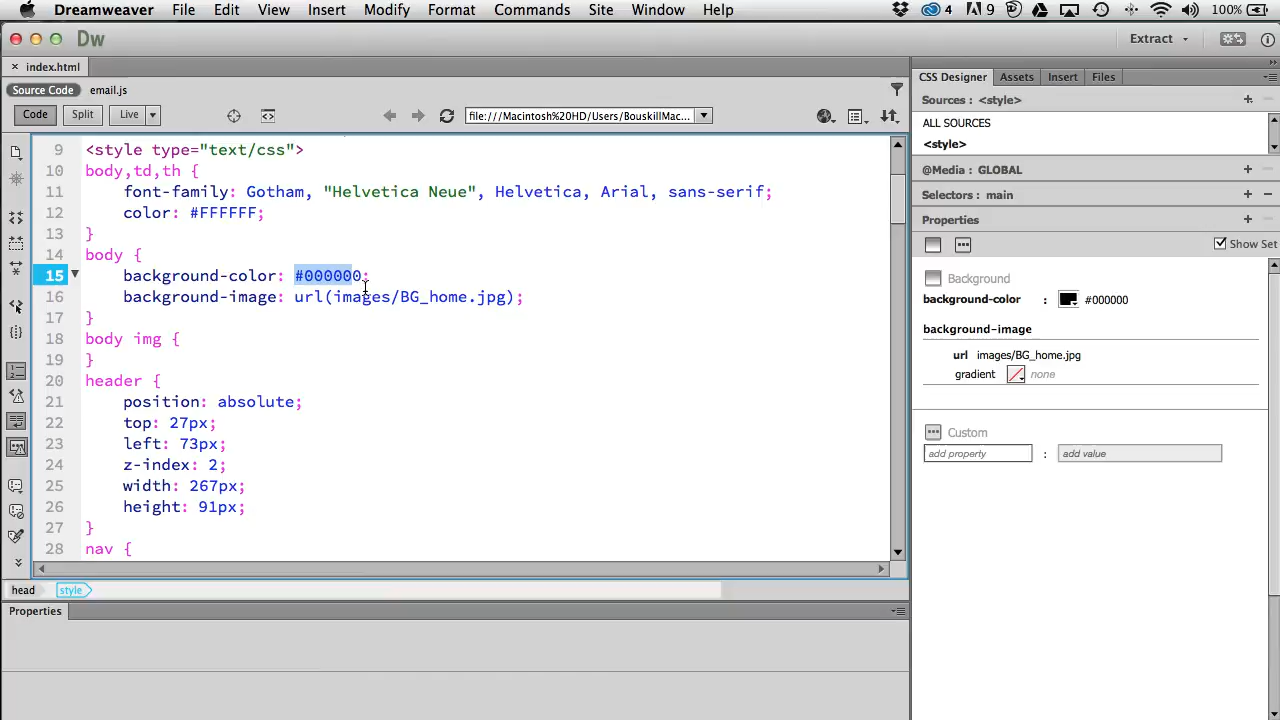 Dreamweaver File Edit View Insert Modify Format Commands Site Window Help 4 9 100%
Dw Extract
× index.html
Source Code email.js
Code Split Live file:///Macintosh%20HD/Users/BouskillMac...
9 <style type="text/css">
10 body,td,th {
11 font-family: Gotham, "Helvetica Neue", Helvetica, Arial, sans-serif;
12 color: #FFFFFF;
13 }
14 body {
15 background-color: #000000;
16 background-image: url(images/BG_home.jpg);
17 }
18 body img {
19 }
20 header {
21 position: absolute;
22 top: 27px;
23 left: 73px;
24 z-index: 2;
25 width: 267px;
26 height: 91px;
27 }
28 nav {
head style
Properties
CSS Designer Assets Insert Files
Sources : <style>
ALL SOURCES
<style>
@Media : GLOBAL
Selectors : main
Properties
Show Set
Background
background-color : #000000
background-image
url images/BG_home.jpg
gradient none
Custom
add property : add value